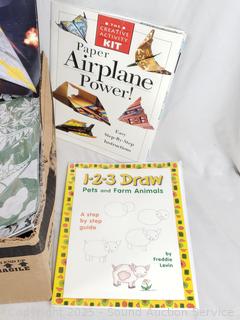 THE
CREATIVE ACTIVITY
KIT
Paper
Airplane
Power!
Easy
Step-By-Step
Instructions
1-2-3 Draw
Pets and Farm Animals
A step
by step
guide
by
Freddie
Levin
FRAGILE
2025 - Sound Auction Service